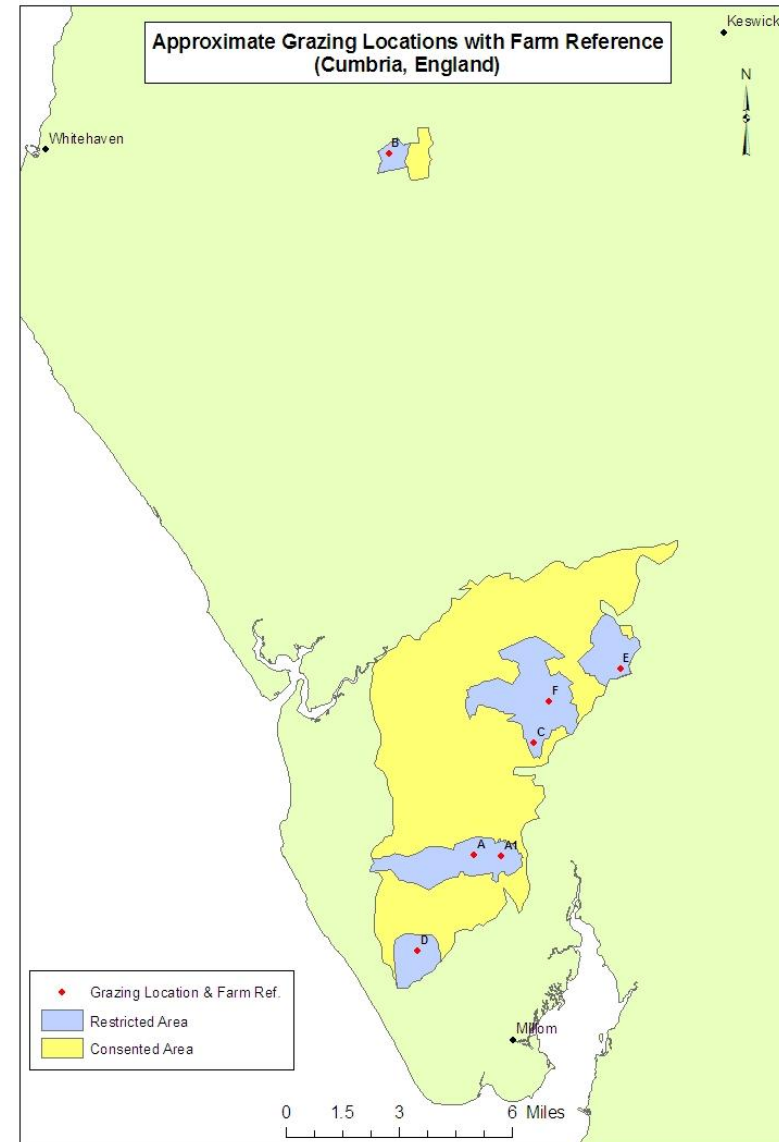 Keswick
Approximate Grazing Locations with Farm Reference
(Cumbria, England)
N
Whitehaven
B
E
F
C
A
A1
D
Grazing Location & Farm Ref.
Restricted Area
Consented Area
Millom
0 1.5 3 6 Miles